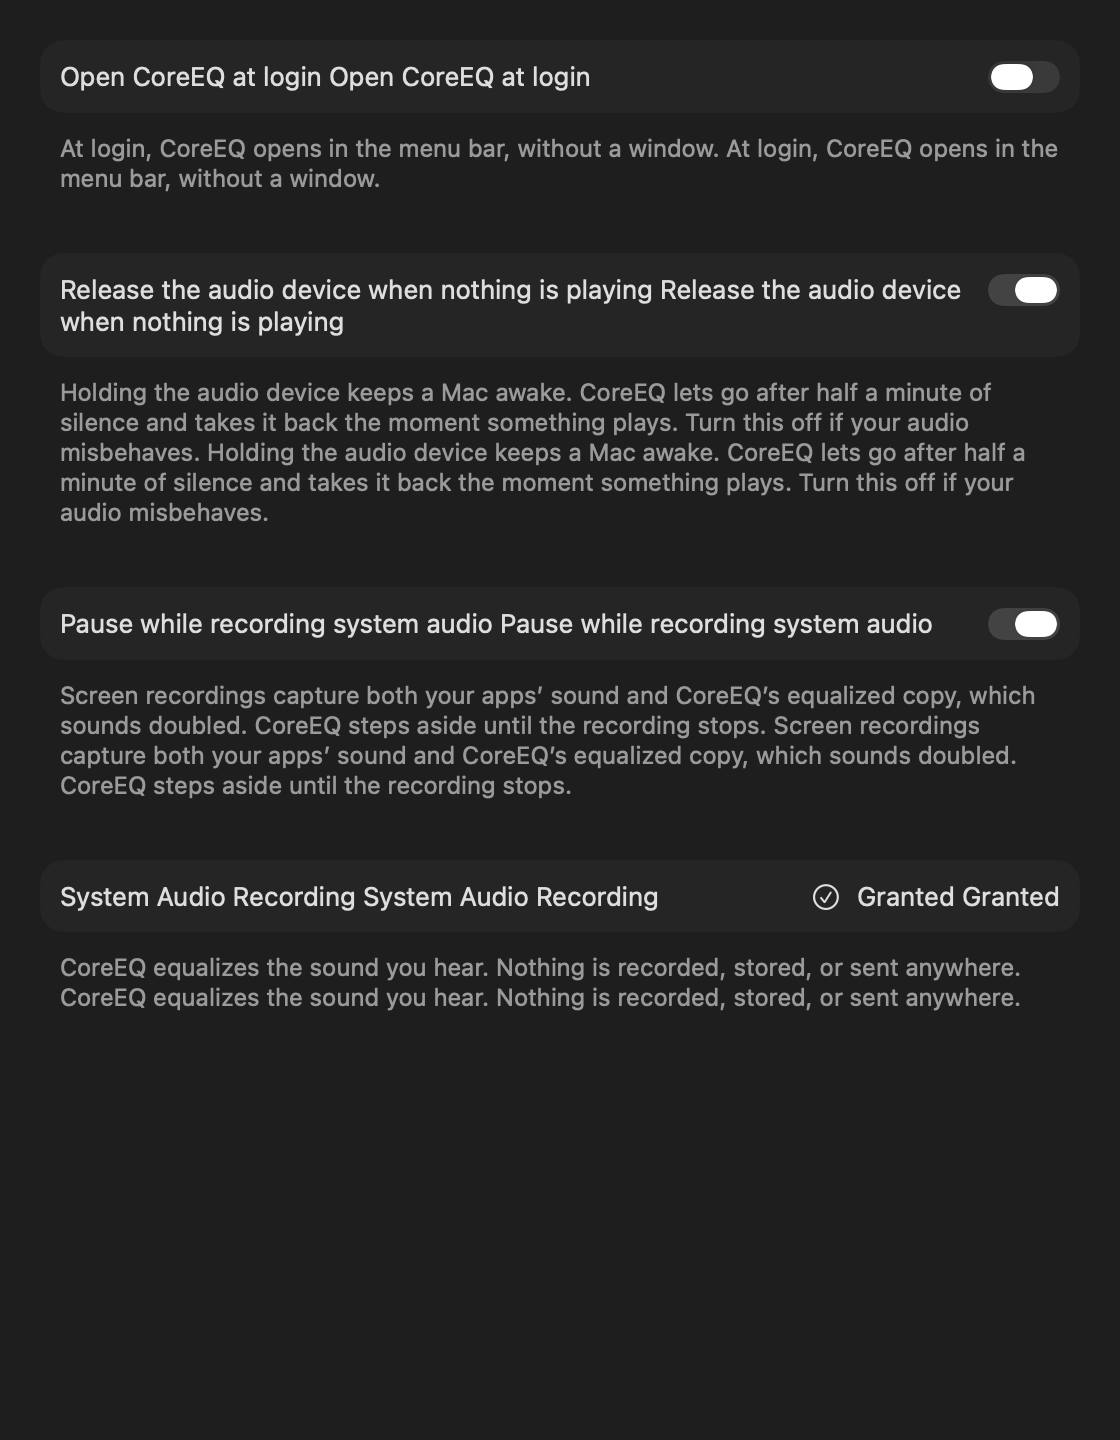 Open CoreEQ at login Open CoreEQ at login
At login, CoreEQ opens in the menu bar, without a window. At login, CoreEQ opens in the
menu bar, without a window.
Release the audio device when nothing is playing Release the audio device
when nothing is playing
Holding the audio device keeps a Mac awake. CoreEQ lets go after half a minute of
silence and takes it back the moment something plays. Turn this off if your audio
misbehaves. Holding the audio device keeps a Mac awake. CoreEQ lets go after half a
minute of silence and takes it back the moment something plays. Turn this off if your
audio misbehaves.
Pause while recording system audio Pause while recording system audio
Screen recordings capture both your apps’ sound and CoreEQ’s equalized copy, which
sounds doubled. CoreEQ steps aside until the recording stops. Screen recordings
capture both your apps’ sound and CoreEQ’s equalized copy, which sounds doubled.
CoreEQ steps aside until the recording stops.
System Audio Recording System Audio Recording Granted Granted
CoreEQ equalizes the sound you hear. Nothing is recorded, stored, or sent anywhere.
CoreEQ equalizes the sound you hear. Nothing is recorded, stored, or sent anywhere.